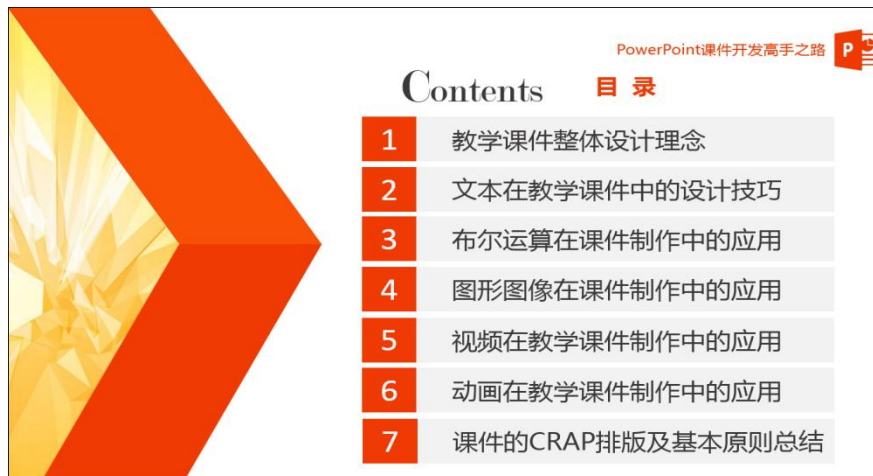 PowerPoint课件开发高手之路
P
Contents 目 录
1 教学课件整体设计理念
2 文本在教学课件中的设计技巧
3 布尔运算在课件制作中的应用
4 图形图像在课件制作中的应用
5 视频在教学课件制作中的应用
6 动画在教学课件制作中的应用
7 课件的CRAP排版及基本原则总结